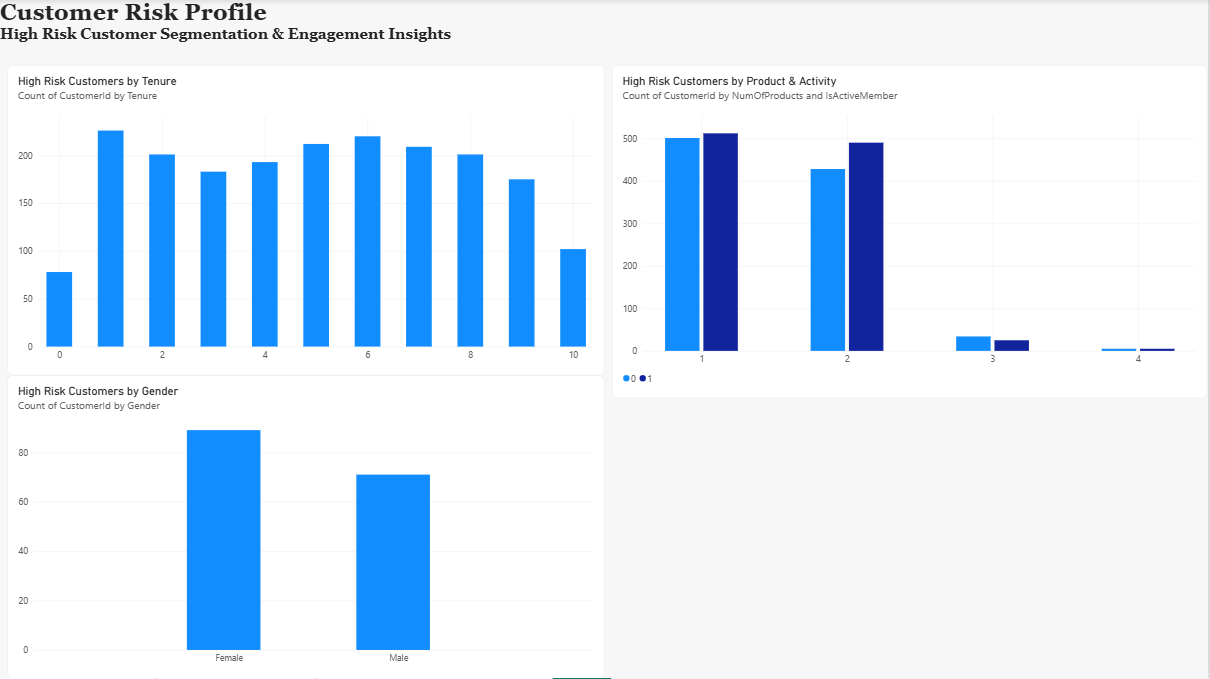 Customer Risk Profile
High Risk Customer Segmentation & Engagement Insights
High Risk Customers by Tenure
Count of CustomerId by Tenure
200
150
100
50
0
0 2 4 6 8 10
High Risk Customers by Product & Activity
Count of CustomerId by NumOfProducts and IsActiveMember
500
400
300
200
100
0
1 2 3 4
0 1
High Risk Customers by Gender
Count of CustomerId by Gender
80
60
40
20
0
Female Male